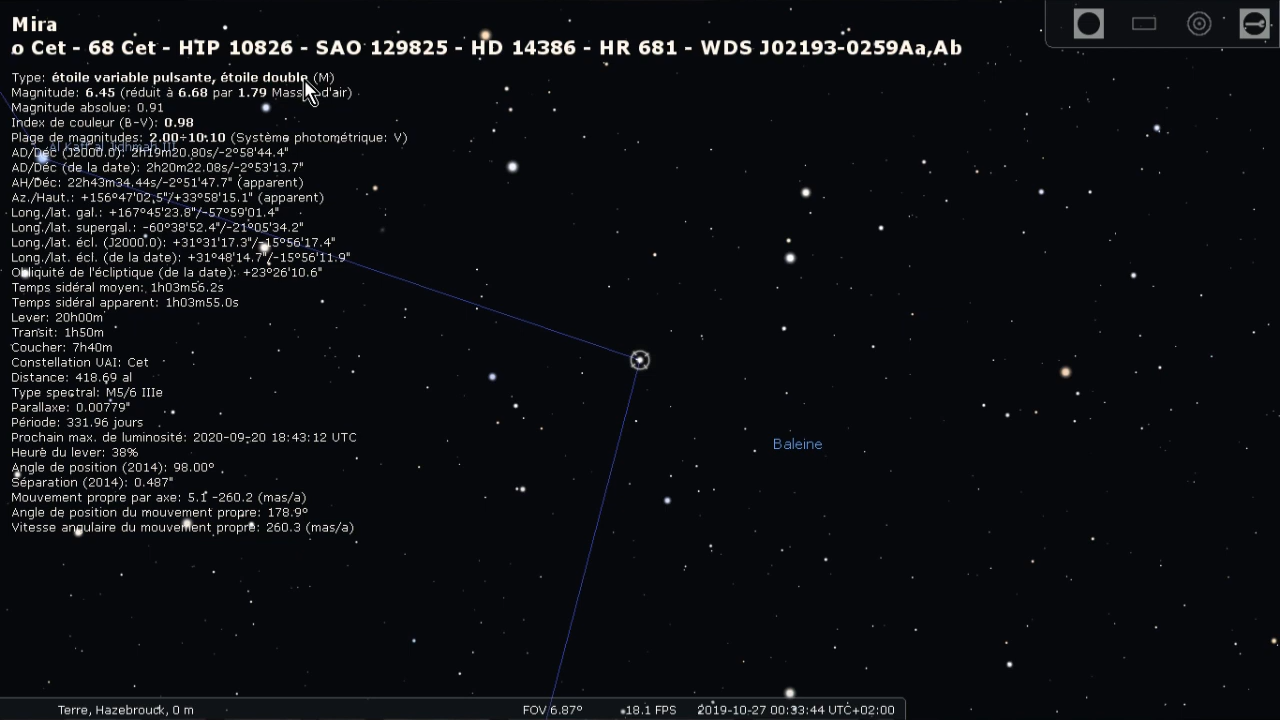 Mira
ο Cet - 68 Cet - HIP 10826 - SAO 129825 - HD 14386 - HR 681 - WDS J02193-0259Aa,Ab
Type: étoile variable pulsante, étoile double (M)
Magnitude: 6.45 (réduit à 6.68 par 1.79 Masses d'air)
Magnitude absolue: 0.91
Index de couleur (B-V): 0.98
Plage de magnitudes: 2.00÷10.10 (Système photométrique: V)
AD/Déc (J2000.0): 2h19m20.80s/-2°58'44.4"
AD/Déc (de la date): 2h20m22.08s/-2°53'13.7"
AH/Déc: 22h43m34.44s/-2°51'47.7" (apparent)
Az./Haut.: +156°47'02.5"/+33°58'15.1" (apparent)
Long./lat. gal.: +167°45'23.8"/-57°59'01.4"
Long./lat. supergal.: -60°38'52.4"/-21°05'34.2"
Long./lat. écl. (J2000.0): +31°31'17.3"/-15°56'17.4"
Long./lat. écl. (de la date): +31°48'14.7"/-15°56'11.9"
Obliquité de l'écliptique (de la date): +23°26'10.6"
Temps sidéral moyen: 1h03m56.2s
Temps sidéral apparent: 1h03m55.0s
Lever: 20h00m
Transit: 1h50m
Coucher: 7h40m
Constellation UAI: Cet
Distance: 418.69 al
Type spectral: M5/6 IIIe
Parallaxe: 0.00779"
Période: 331.96 jours
Prochain max. de luminosité: 2020-09-20 18:43:12 UTC
Heure du lever: 38%
Angle de position (2014): 98.00°
Séparation (2014): 0.487"
Mouvement propre par axe: 5.1 -260.2 (mas/a)
Angle de position du mouvement propre: 178.9°
Vitesse angulaire du mouvement propre: 260.3 (mas/a)
Baleine
Terre, Hazebrouck, 0 m
FOV 6.87°
18.1 FPS
2019-10-27 00:33:44 UTC+02:00